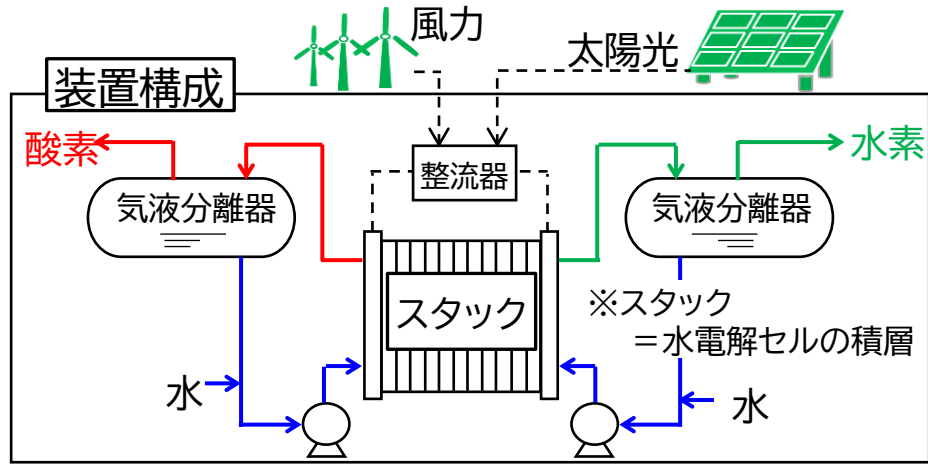 風力
太陽光
装置構成
酸素
水素
整流器
気液分離器
気液分離器
スタック
※スタック
＝水電解セルの積層
水
水